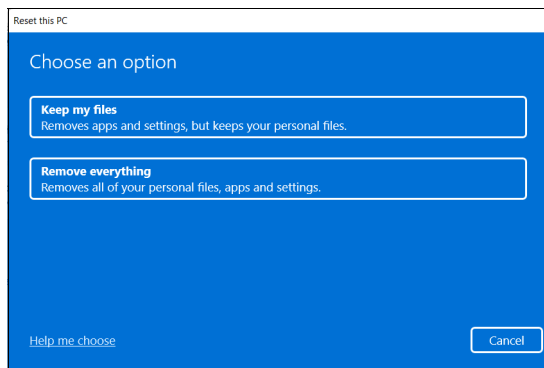 Reset this PC
Choose an option
Keep my files
Removes apps and settings, but keeps your personal files.
Remove everything
Removes all of your personal files, apps and settings.
Help me choose
Cancel